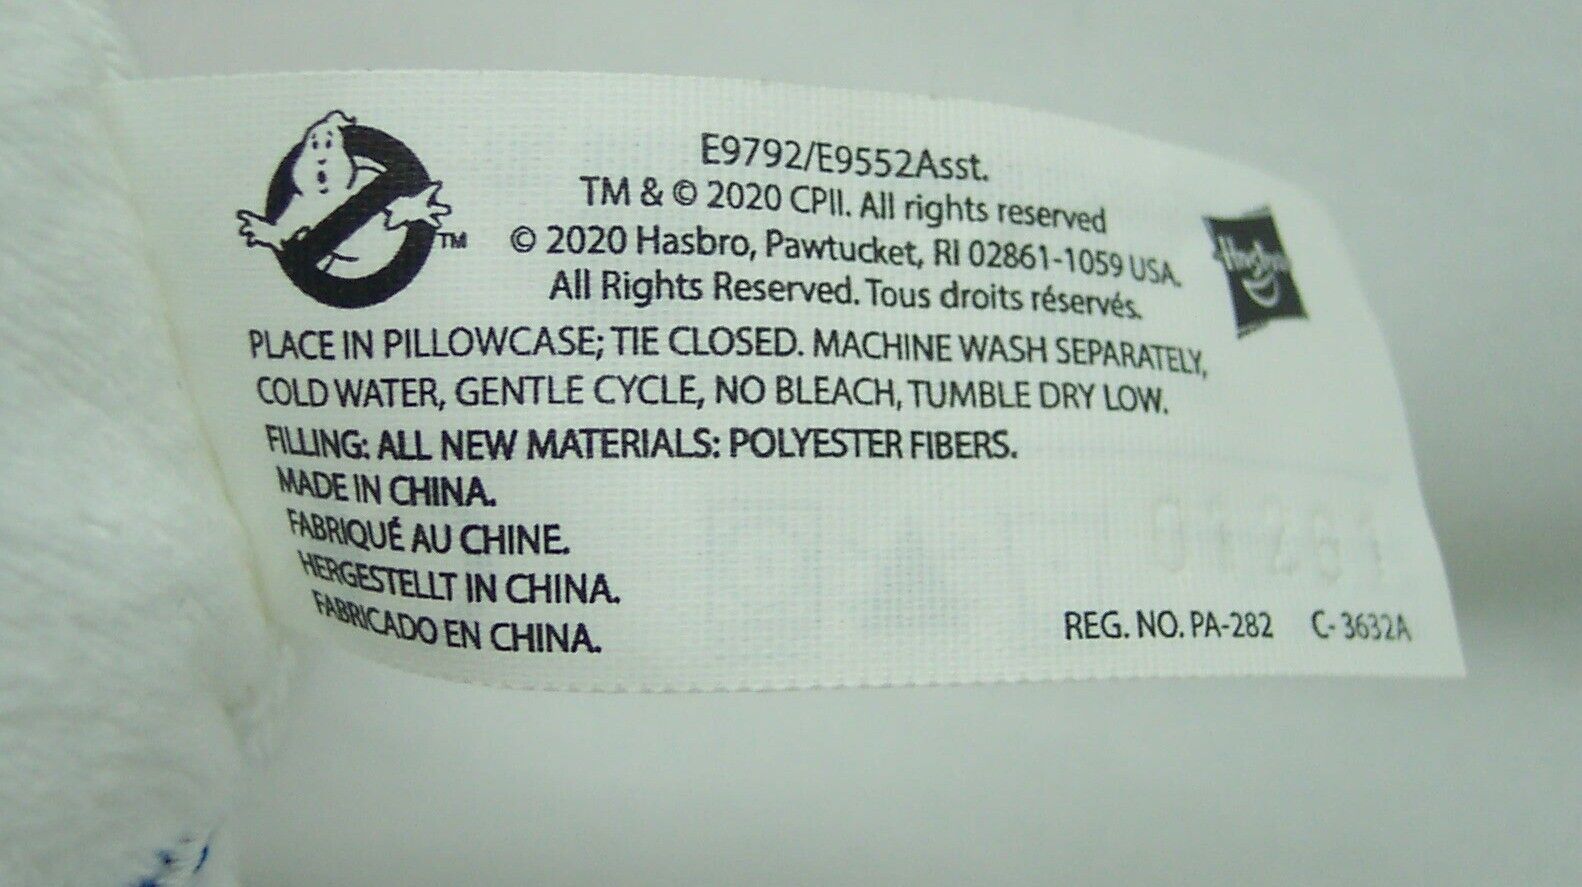 E9792/E9552Asst.
TM & © 2020 CPII. All rights reserved
TM
© 2020 Hasbro, Pawtucket, RI 02861-1059 USA.
All Rights Reserved. Tous droits réservés.
Hasbro
PLACE IN PILLOWCASE; TIE CLOSED. MACHINE WASH SEPARATELY,
COLD WATER, GENTLE CYCLE, NO BLEACH, TUMBLE DRY LOW.
FILLING: ALL NEW MATERIALS: POLYESTER FIBERS.
MADE IN CHINA.
FABRIQUÉ AU CHINE.
HERGESTELLT IN CHINA.
FABRICADO EN CHINA.
REG. NO. PA-282 C-3632A